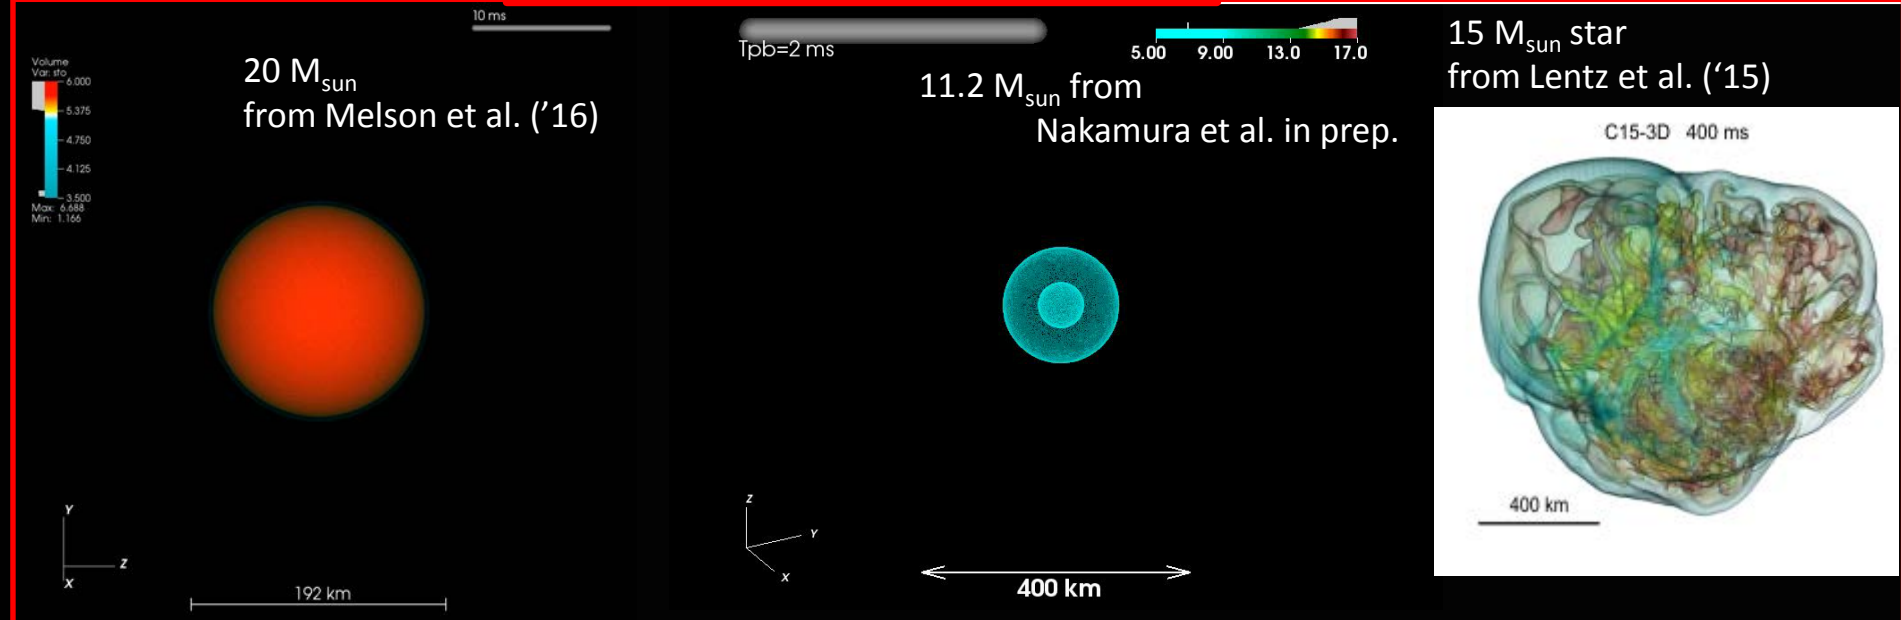 10 ms
Volume
Var: sto
6.000
5.375
4.750
4.125
3.500
Max: 6.688
Min: 1.166
20 Msun
from Melson et al. (’16)
Y
Z
X
192 km
Tpb=2 ms
5.00 9.00 13.0 17.0
11.2 Msun from
Nakamura et al. in prep.
Z
Y
X
400 km
15 Msun star
from Lentz et al. (‘15)
C15-3D 400 ms
400 km